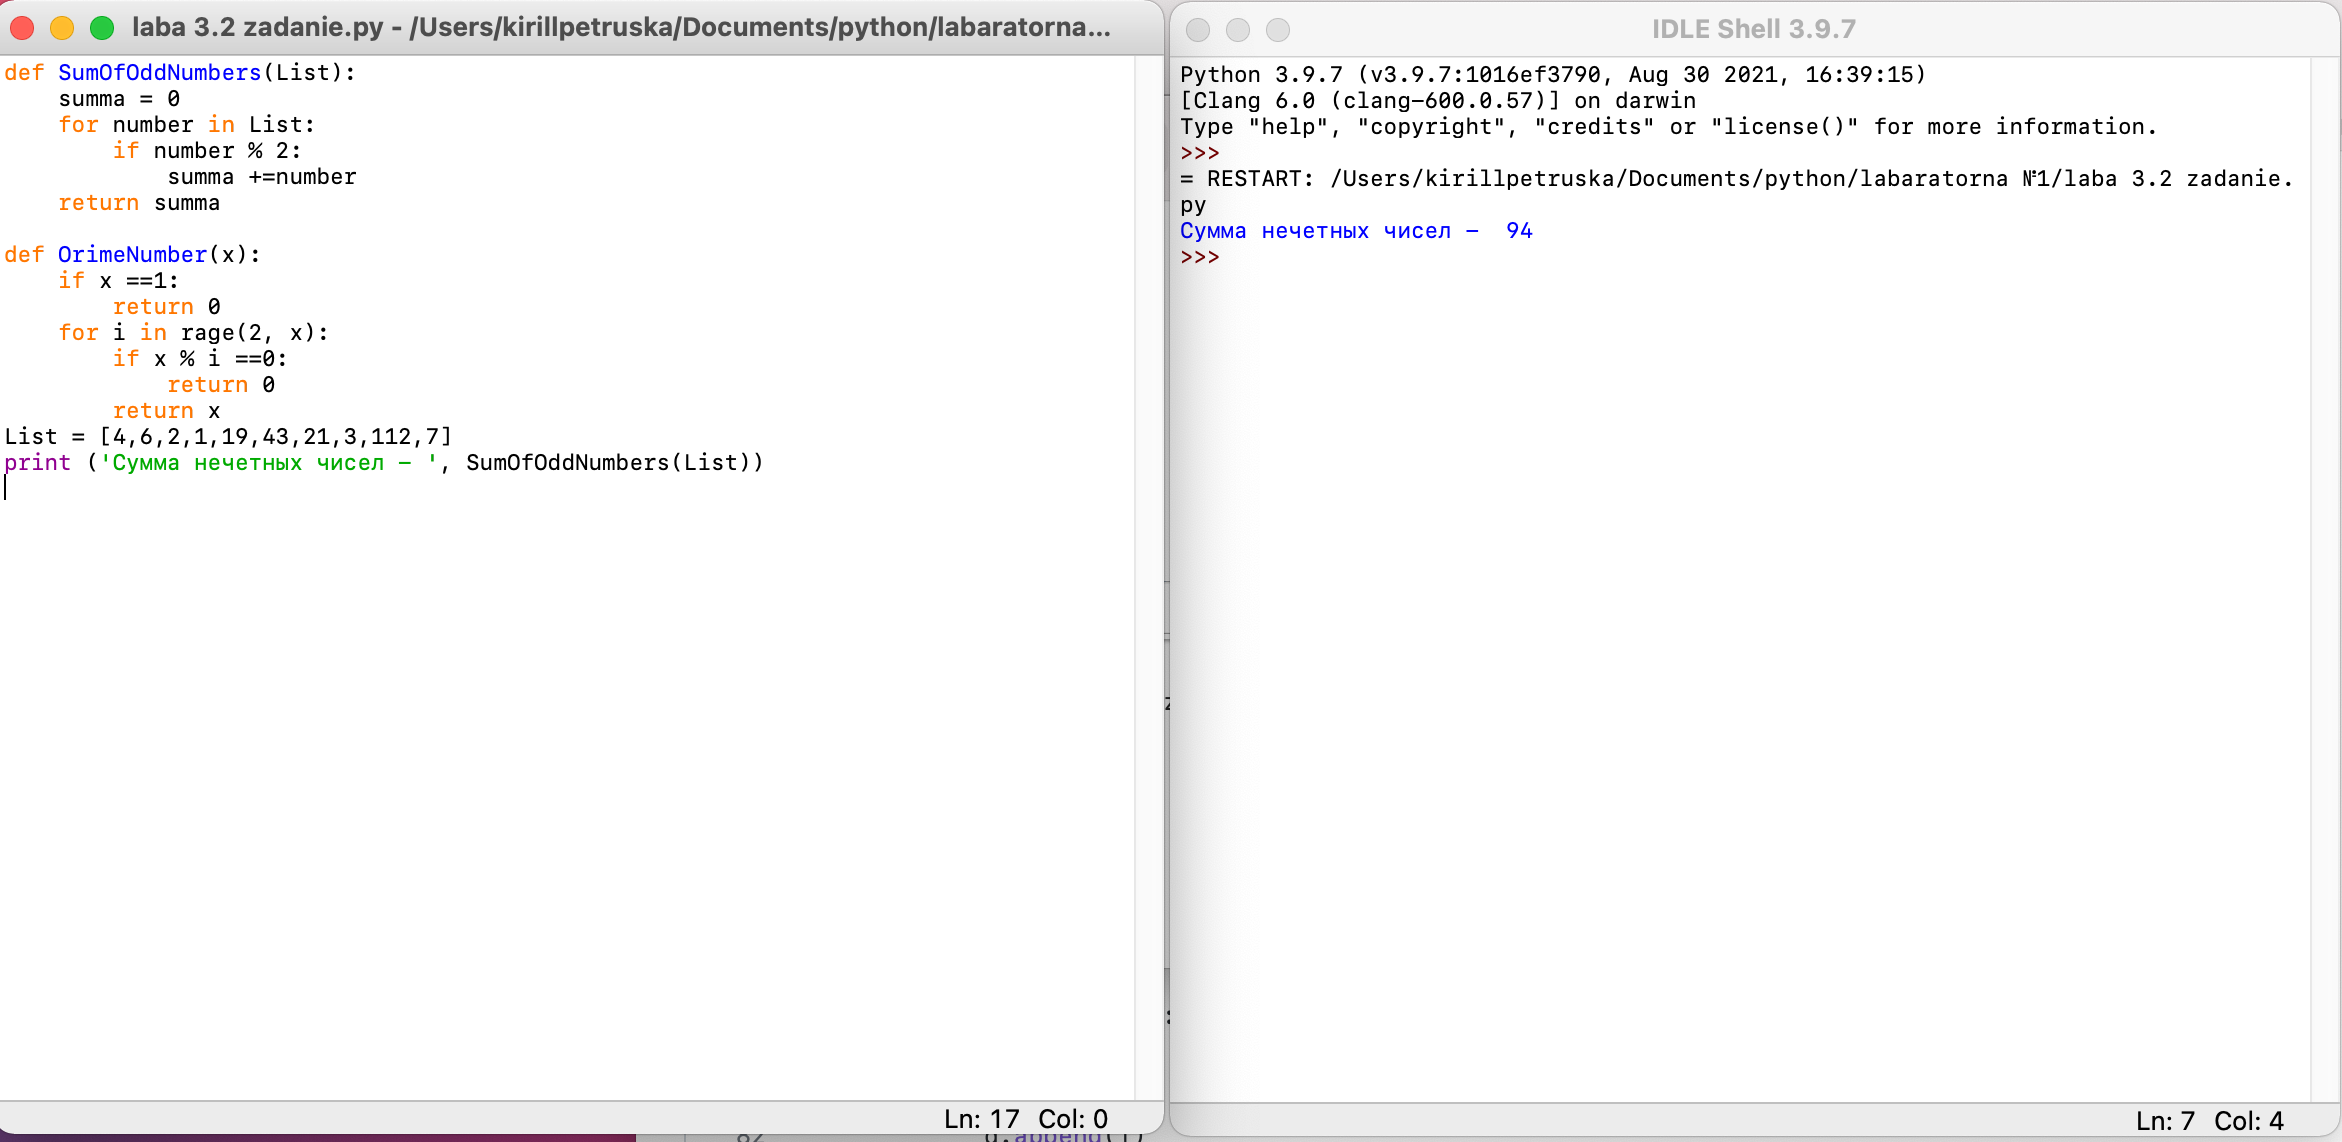 laba 3.2 zadanie.py - /Users/kirillpetruska/Documents/python/labaratorna...
def SumOfOddNumbers(List):
    summa = 0
    for number in List:
        if number % 2:
            summa +=number
    return summa
def OrimeNumber(x):
    if x ==1:
        return 0
    for i in rage(2, x):
        if x % i ==0:
            return 0
        return x
List = [4,6,2,1,19,43,21,3,112,7]
print ('Сумма нечетных чисел - ', SumOfOddNumbers(List))
Ln: 17 Col: 0
IDLE Shell 3.9.7
Python 3.9.7 (v3.9.7:1016ef3790, Aug 30 2021, 16:39:15)
[Clang 6.0 (clang-600.0.57)] on darwin
Type "help", "copyright", "credits" or "license()" for more information.
>>>
= RESTART: /Users/kirillpetruska/Documents/python/labaratorna №1/laba 3.2 zadanie.
py
Сумма нечетных чисел -  94
>>>
Ln: 7 Col: 4